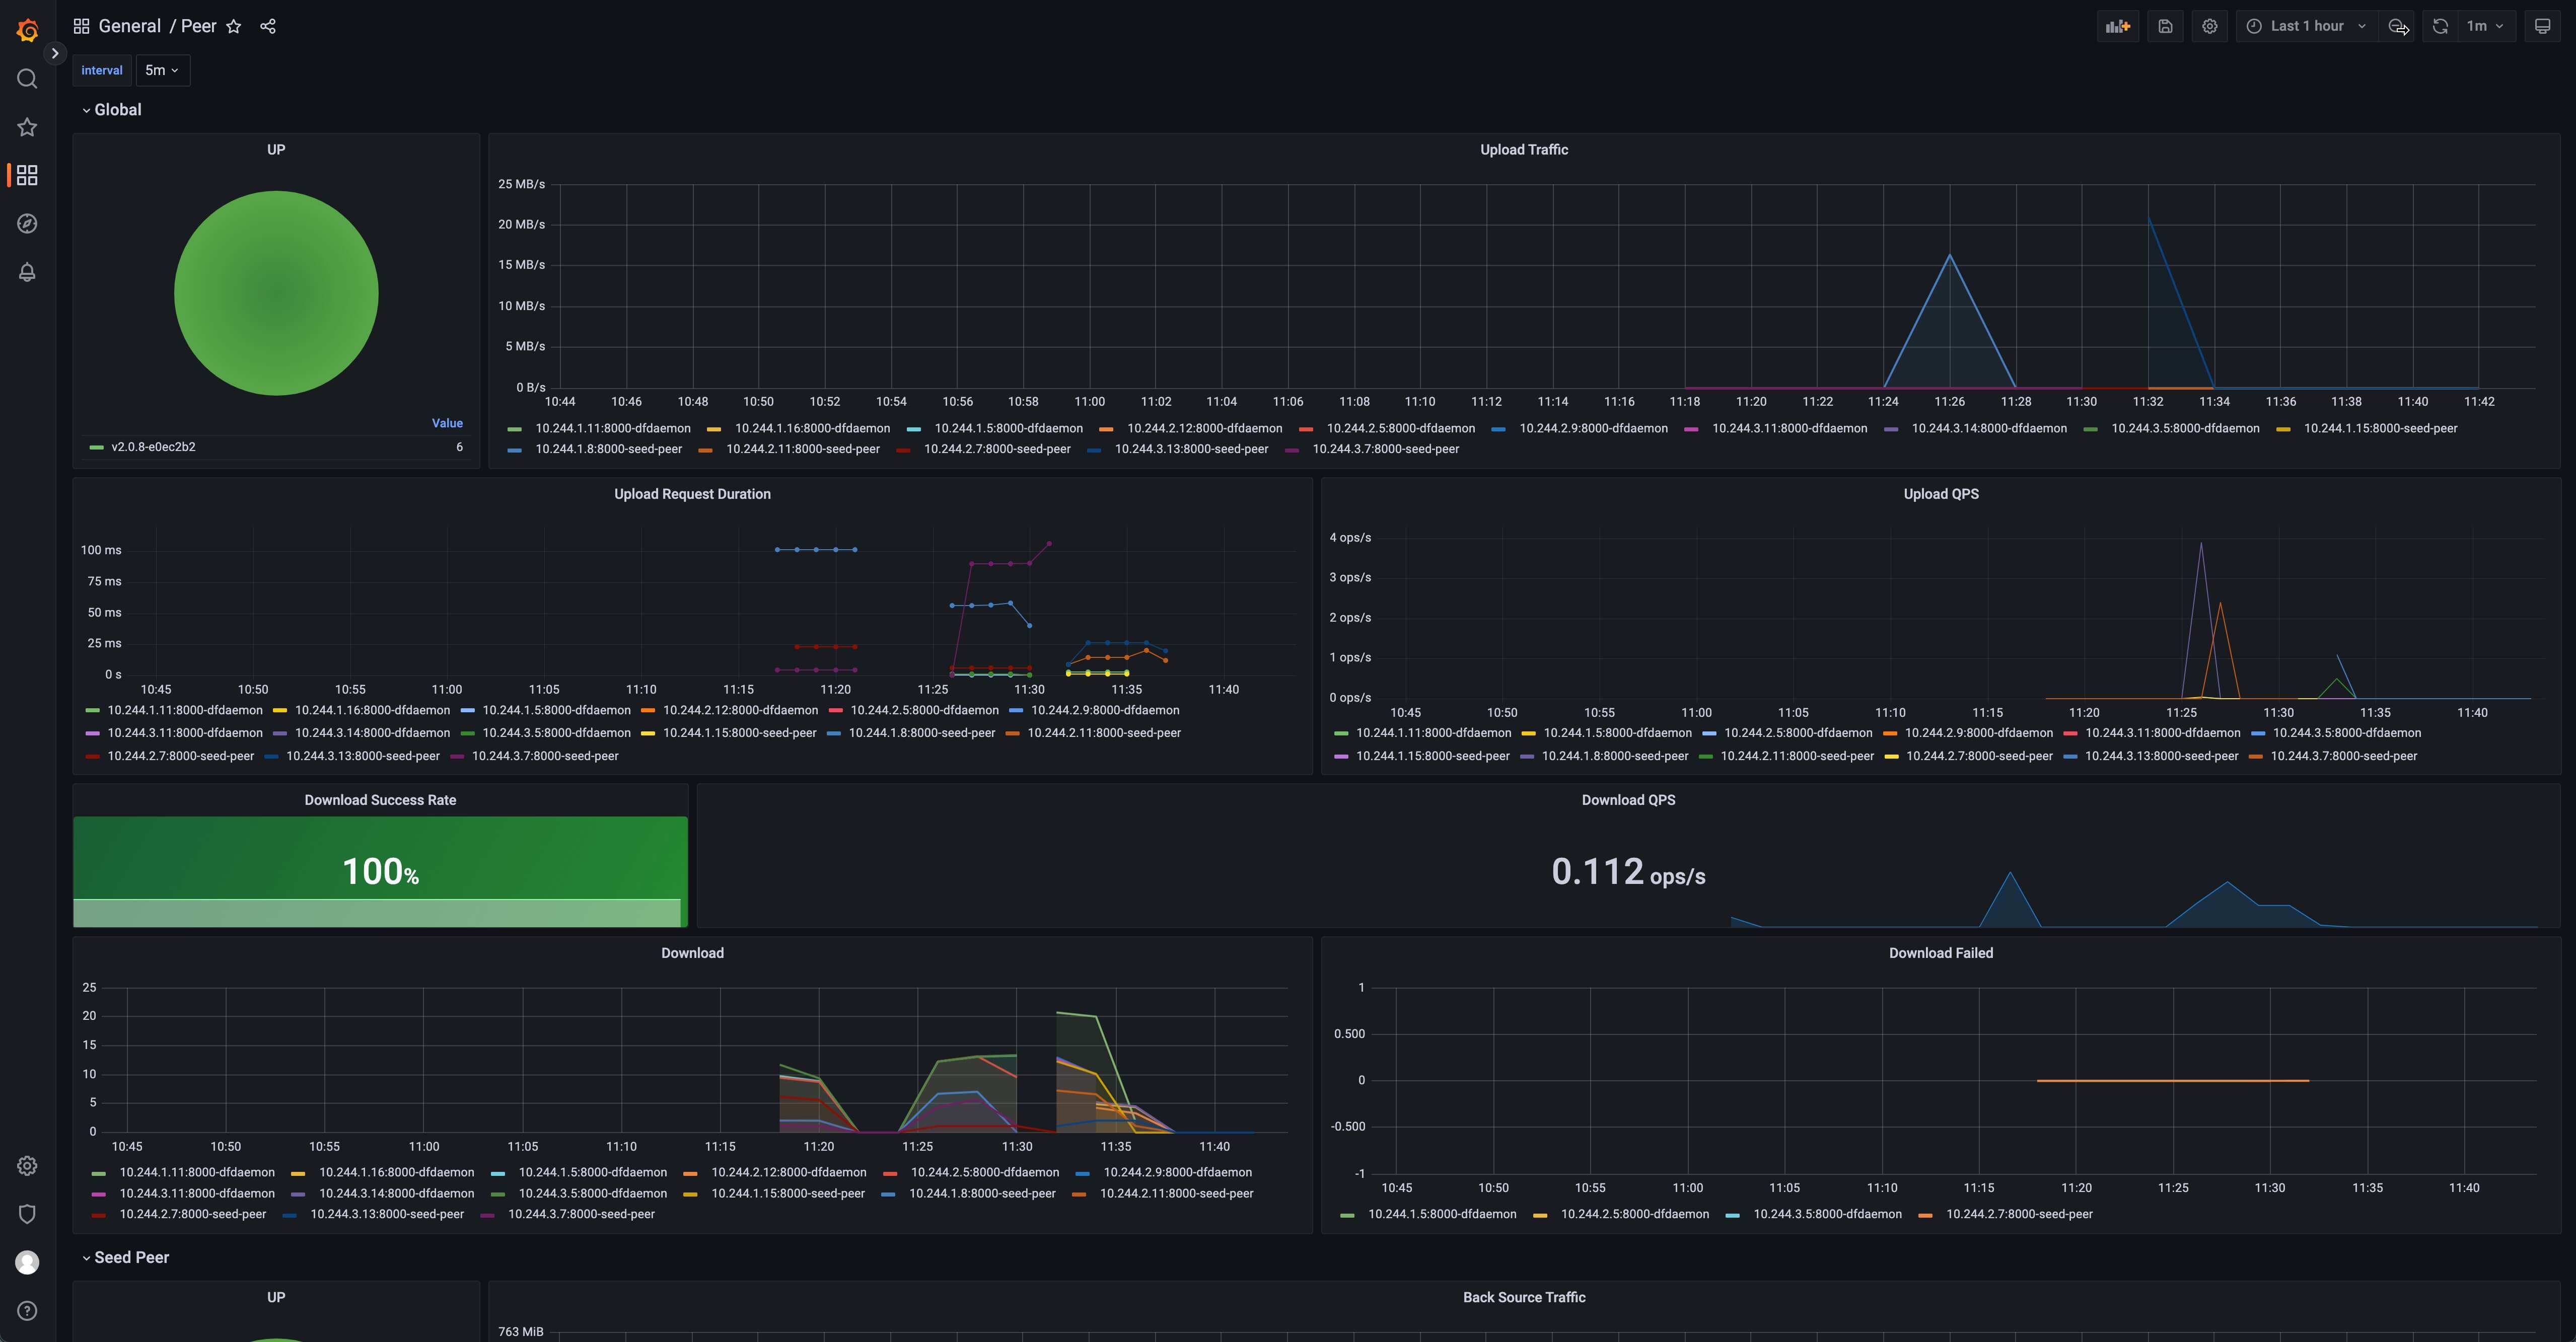 General / Peer
Last 1 hour
1m
interval 5m
Global
UP
Value
v2.0.8-e0ec2b2 6
Upload Traffic
25 MB/s
20 MB/s
15 MB/s
10 MB/s
5 MB/s
0 B/s
10:44 10:46 10:48 10:50 10:52 10:54 10:56 10:58 11:00 11:02 11:04 11:06 11:08 11:10 11:12 11:14 11:16 11:18 11:20 11:22 11:24 11:26 11:28 11:30 11:32 11:34 11:36 11:38 11:40 11:42
10.244.1.11:8000-dfdaemon 10.244.1.16:8000-dfdaemon 10.244.1.5:8000-dfdaemon 10.244.2.12:8000-dfdaemon 10.244.2.5:8000-dfdaemon 10.244.2.9:8000-dfdaemon 10.244.3.11:8000-dfdaemon 10.244.3.14:8000-dfdaemon 10.244.3.5:8000-dfdaemon 10.244.1.15:8000-seed-peer
10.244.1.8:8000-seed-peer 10.244.2.11:8000-seed-peer 10.244.2.7:8000-seed-peer 10.244.3.13:8000-seed-peer 10.244.3.7:8000-seed-peer
Upload Request Duration
100 ms
75 ms
50 ms
25 ms
0 s
10:45 10:50 10:55 11:00 11:05 11:10 11:15 11:20 11:25 11:30 11:35 11:40
10.244.1.11:8000-dfdaemon 10.244.1.16:8000-dfdaemon 10.244.1.5:8000-dfdaemon 10.244.2.12:8000-dfdaemon 10.244.2.5:8000-dfdaemon 10.244.2.9:8000-dfdaemon
10.244.3.11:8000-dfdaemon 10.244.3.14:8000-dfdaemon 10.244.3.5:8000-dfdaemon 10.244.1.15:8000-seed-peer 10.244.1.8:8000-seed-peer 10.244.2.11:8000-seed-peer
10.244.2.7:8000-seed-peer 10.244.3.13:8000-seed-peer 10.244.3.7:8000-seed-peer
Upload QPS
4 ops/s
3 ops/s
2 ops/s
1 ops/s
0 ops/s
10:45 10:50 10:55 11:00 11:05 11:10 11:15 11:20 11:25 11:30 11:35 11:40
10.244.1.11:8000-dfdaemon 10.244.1.5:8000-dfdaemon 10.244.2.5:8000-dfdaemon 10.244.2.9:8000-dfdaemon 10.244.3.11:8000-dfdaemon 10.244.3.5:8000-dfdaemon
10.244.1.15:8000-seed-peer 10.244.1.8:8000-seed-peer 10.244.2.11:8000-seed-peer 10.244.2.7:8000-seed-peer 10.244.3.13:8000-seed-peer 10.244.3.7:8000-seed-peer
Download Success Rate
100%
Download QPS
0.112 ops/s
Download
25
20
15
10
5
0
10:45 10:50 10:55 11:00 11:05 11:10 11:15 11:20 11:25 11:30 11:35 11:40
10.244.1.11:8000-dfdaemon 10.244.1.16:8000-dfdaemon 10.244.1.5:8000-dfdaemon 10.244.2.12:8000-dfdaemon 10.244.2.5:8000-dfdaemon 10.244.2.9:8000-dfdaemon
10.244.3.11:8000-dfdaemon 10.244.3.14:8000-dfdaemon 10.244.3.5:8000-dfdaemon 10.244.1.15:8000-seed-peer 10.244.1.8:8000-seed-peer 10.244.2.11:8000-seed-peer
10.244.2.7:8000-seed-peer 10.244.3.13:8000-seed-peer 10.244.3.7:8000-seed-peer
Download Failed
1
0.500
0
-0.500
-1
10:45 10:50 10:55 11:00 11:05 11:10 11:15 11:20 11:25 11:30 11:35 11:40
10.244.1.5:8000-dfdaemon 10.244.2.5:8000-dfdaemon 10.244.3.5:8000-dfdaemon 10.244.2.7:8000-seed-peer
Seed Peer
UP
Back Source Traffic
763 MiB